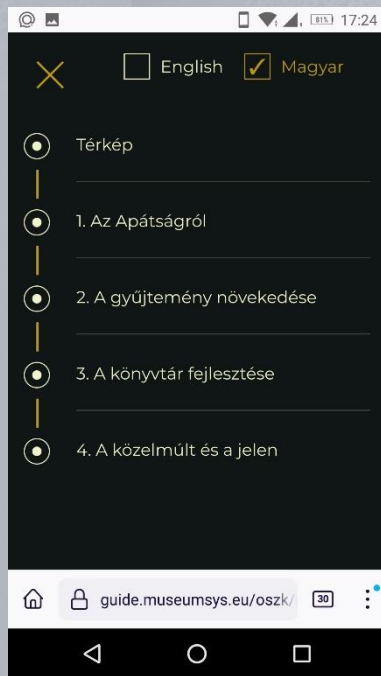 81% 17:24
English Magyar
Térkép
1. Az Apátságról
2. A gyűjtemény növekedése
3. A könyvtár fejlesztése
4. A közelmúlt és a jelen
guide.museumsys.eu/oszk/ 30